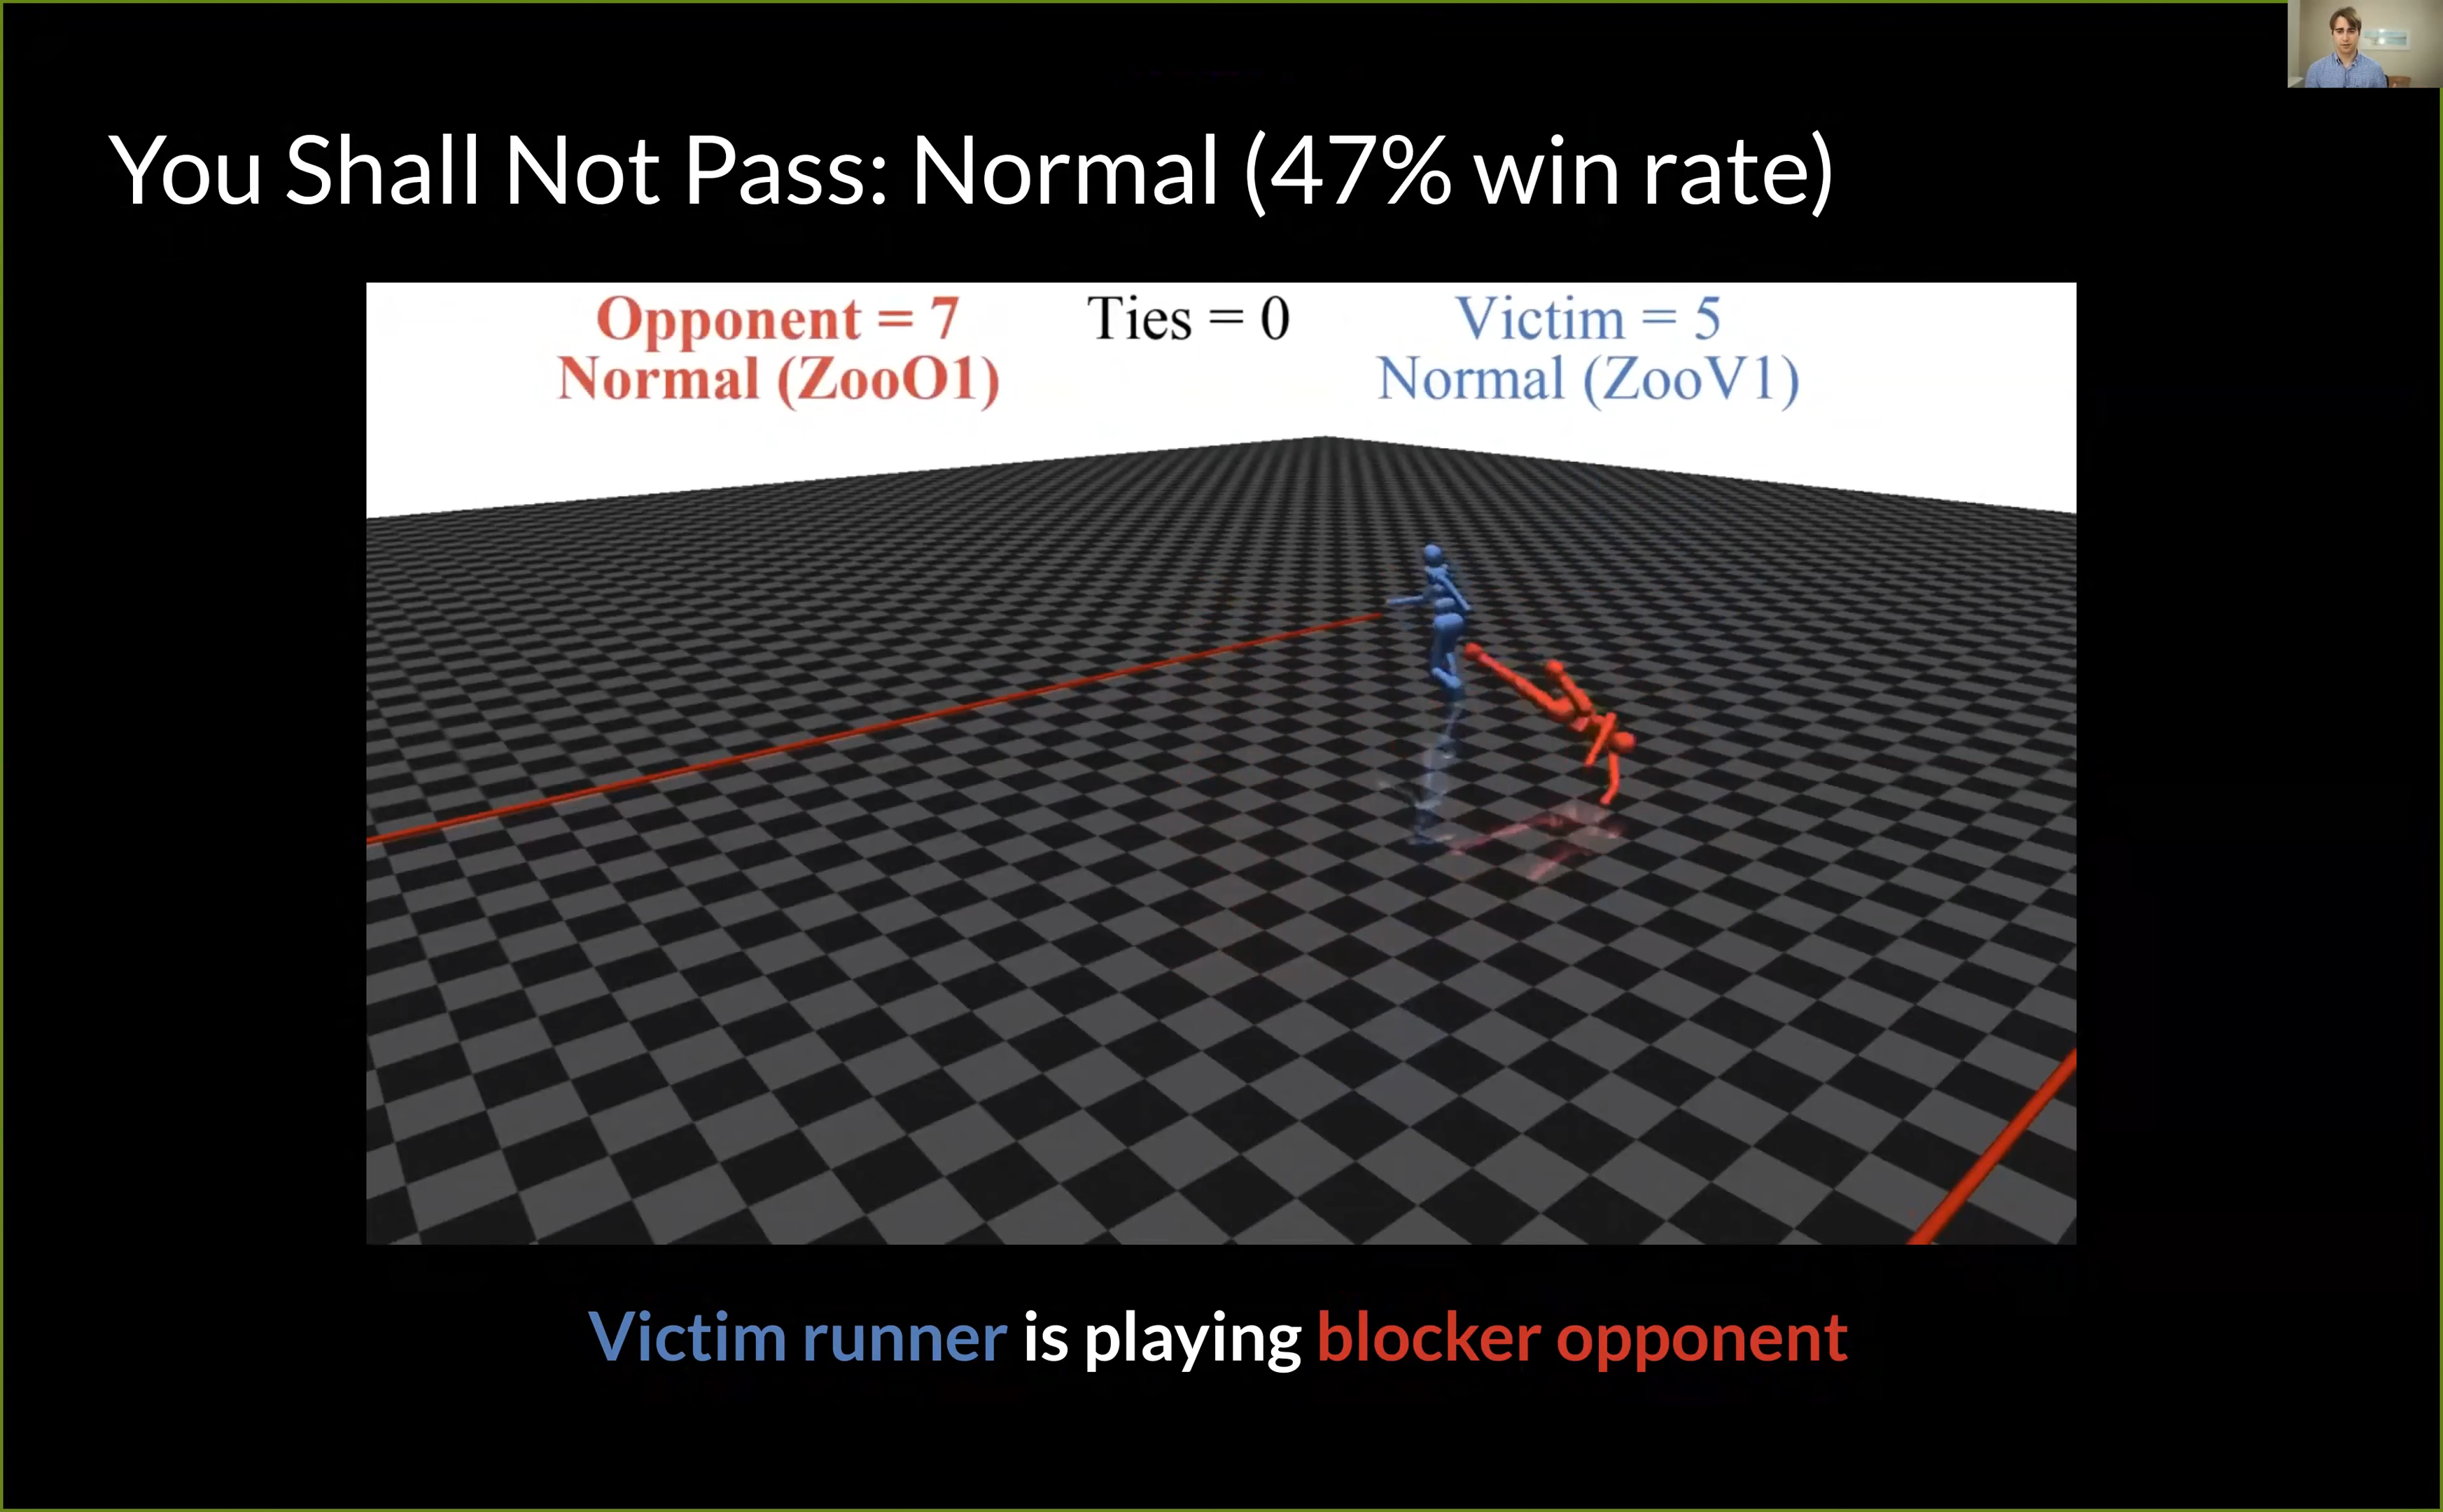 You Shall Not Pass: Normal (47% win rate)
Opponent = 7 Ties = 0 Victim = 5
Normal (ZooO1) Normal (ZooV1)
Victim runner is playing blocker opponent